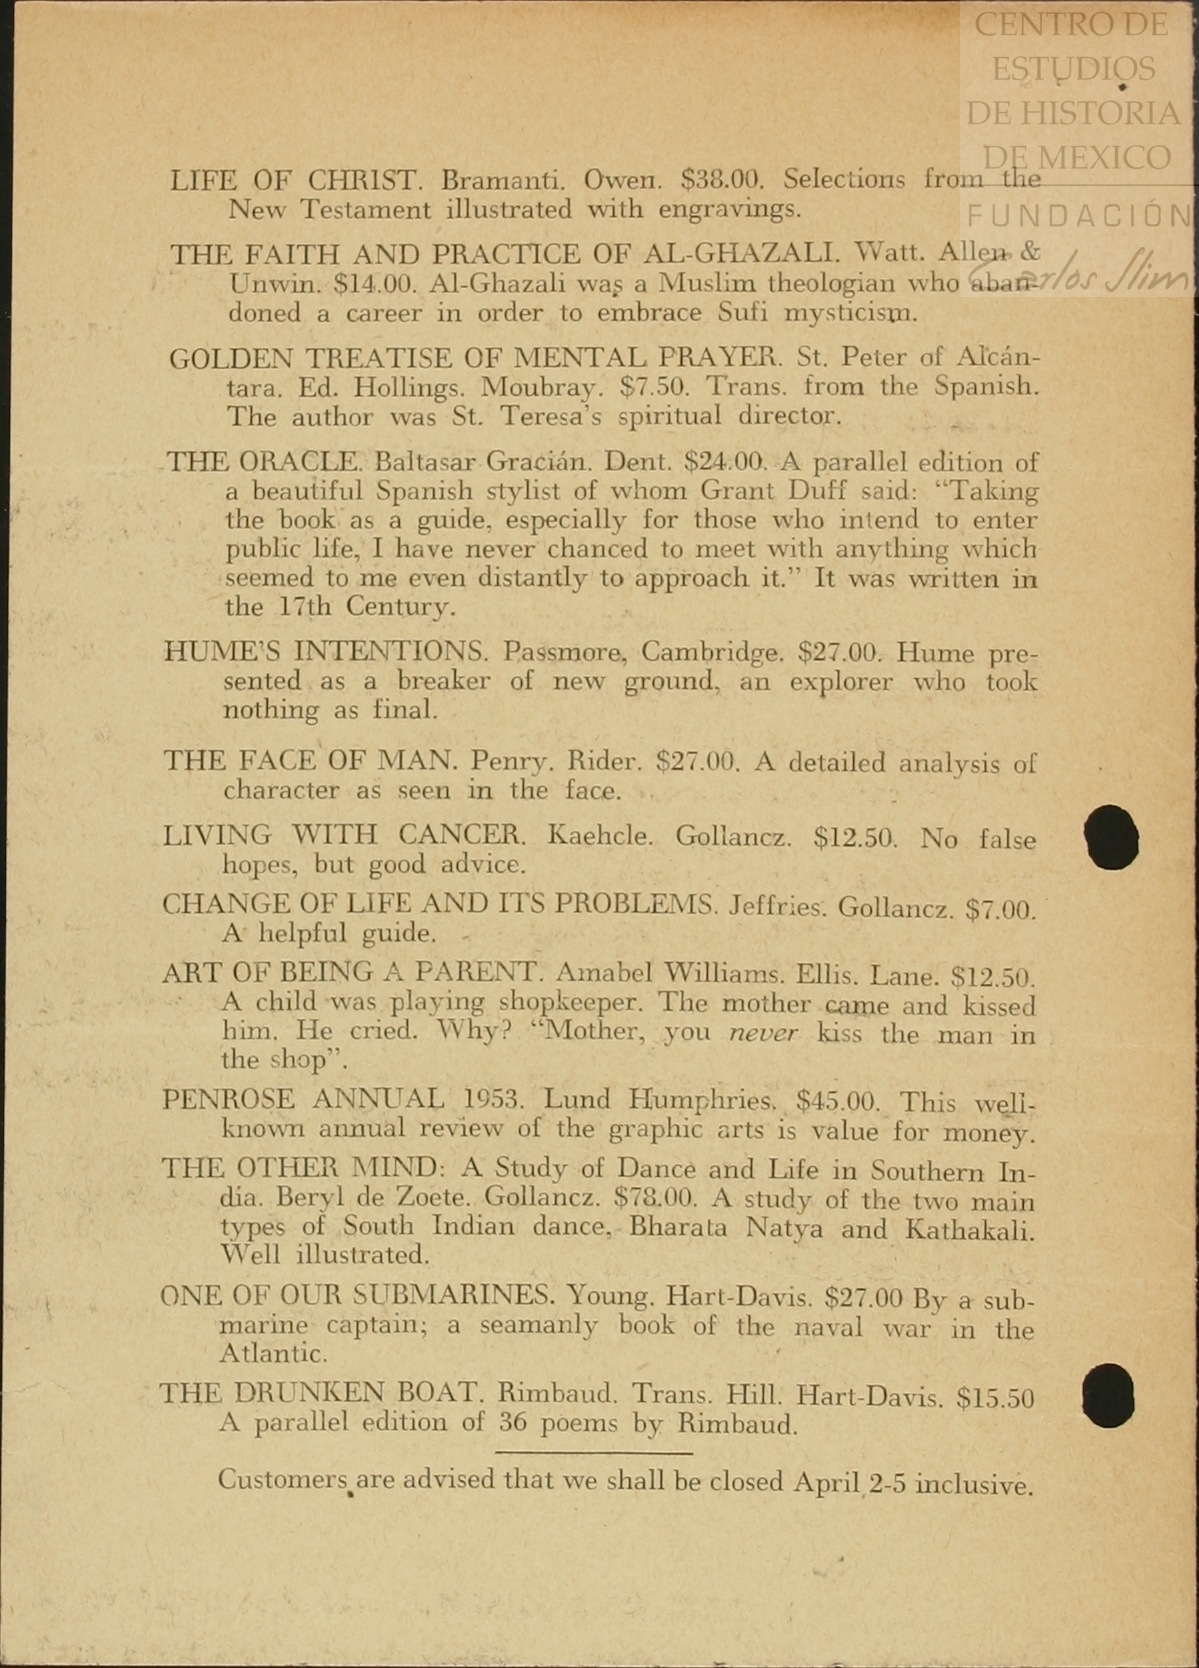 CENTRO DE
ESTUDIOS
DE HISTORIA
DE MEXICO
FUNDACIÓN
Carlos Slim
LIFE OF CHRIST. Bramanti. Owen. $38.00. Selections from the
New Testament illustrated with engravings.
THE FAITH AND PRACTICE OF AL-GHAZALI. Watt. Allen &
Unwin. $14.00. Al-Ghazali was a Muslim theologian who aban-
doned a career in order to embrace Sufi mysticism.
GOLDEN TREATISE OF MENTAL PRAYER. St. Peter of Alcán-
tara. Ed. Hollings. Moubray. $7.50. Trans. from the Spanish.
The author was St. Teresa's spiritual director.
THE ORACLE. Baltasar Gracián. Dent. $24.00. A parallel edition of
a beautiful Spanish stylist of whom Grant Duff said: “Taking
the book as a guide, especially for those who intend to enter
public life, I have never chanced to meet with anything which
seemed to me even distantly to approach it.” It was written in
the 17th Century.
HUME'S INTENTIONS. Passmore, Cambridge. $27.00. Hume pre-
sented as a breaker of new ground, an explorer who took
nothing as final.
THE FACE OF MAN. Penry. Rider. $27.00. A detailed analysis of
character as seen in the face.
LIVING WITH CANCER. Kaehcle. Gollancz. $12.50. No false
hopes, but good advice.
CHANGE OF LIFE AND ITS PROBLEMS. Jeffries. Gollancz. $7.00.
A helpful guide.
ART OF BEING A PARENT. Amabel Williams. Ellis. Lane. $12.50.
A child was playing shopkeeper. The mother came and kissed
him. He cried. Why? “Mother, you never kiss the man in
the shop”.
PENROSE ANNUAL 1953. Lund Humphries. $45.00. This well-
known annual review of the graphic arts is value for money.
THE OTHER MIND: A Study of Dance and Life in Southern In-
dia. Beryl de Zoete. Gollancz. $78.00. A study of the two main
types of South Indian dance, Bharata Natya and Kathakali.
Well illustrated.
ONE OF OUR SUBMARINES. Young. Hart-Davis. $27.00 By a sub-
marine captain; a seamanly book of the naval war in the
Atlantic.
THE DRUNKEN BOAT. Rimbaud. Trans. Hill. Hart-Davis. $15.50
A parallel edition of 36 poems by Rimbaud.
Customers are advised that we shall be closed April 2-5 inclusive.